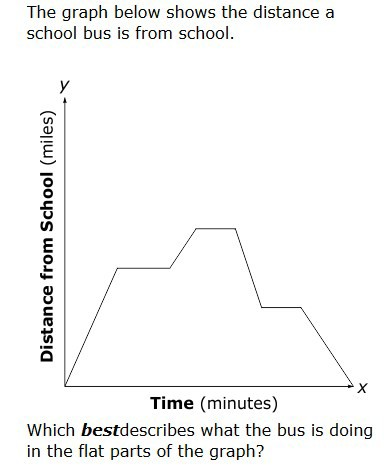 The graph below shows the distance a
school bus is from school.
y
Distance from School (miles)
x
Time (minutes)
Which bestdescribes what the bus is doing
in the flat parts of the graph?